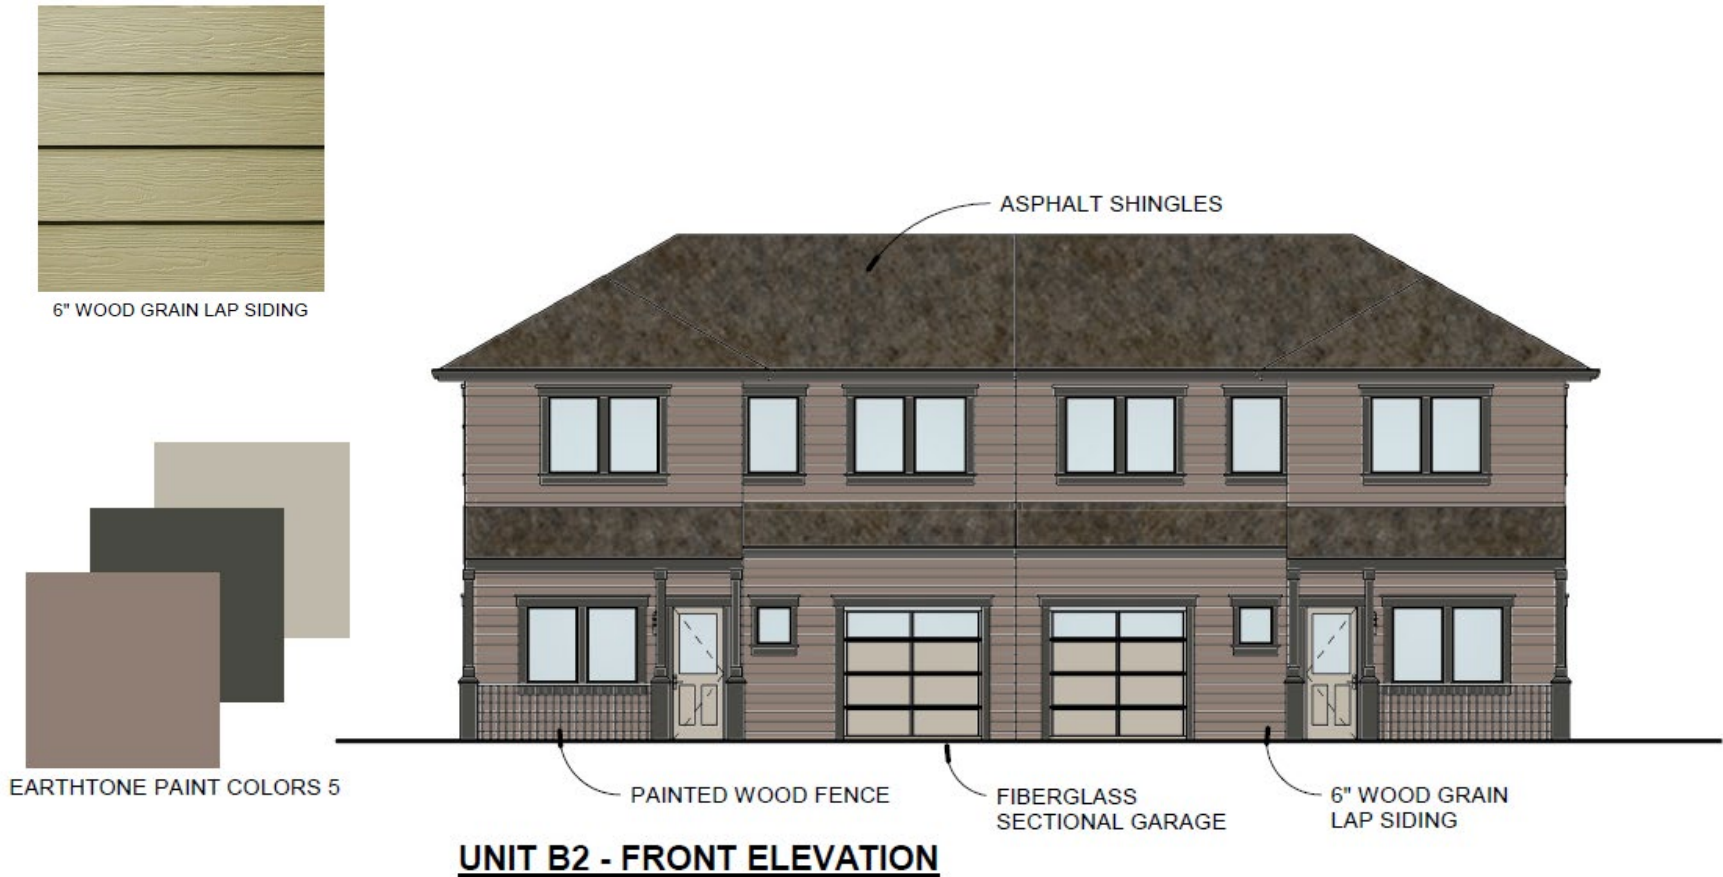 6" WOOD GRAIN LAP SIDING
ASPHALT SHINGLES
EARTHTONE PAINT COLORS 5
PAINTED WOOD FENCE
FIBERGLASS
SECTIONAL GARAGE
6" WOOD GRAIN
LAP SIDING
UNIT B2 - FRONT ELEVATION